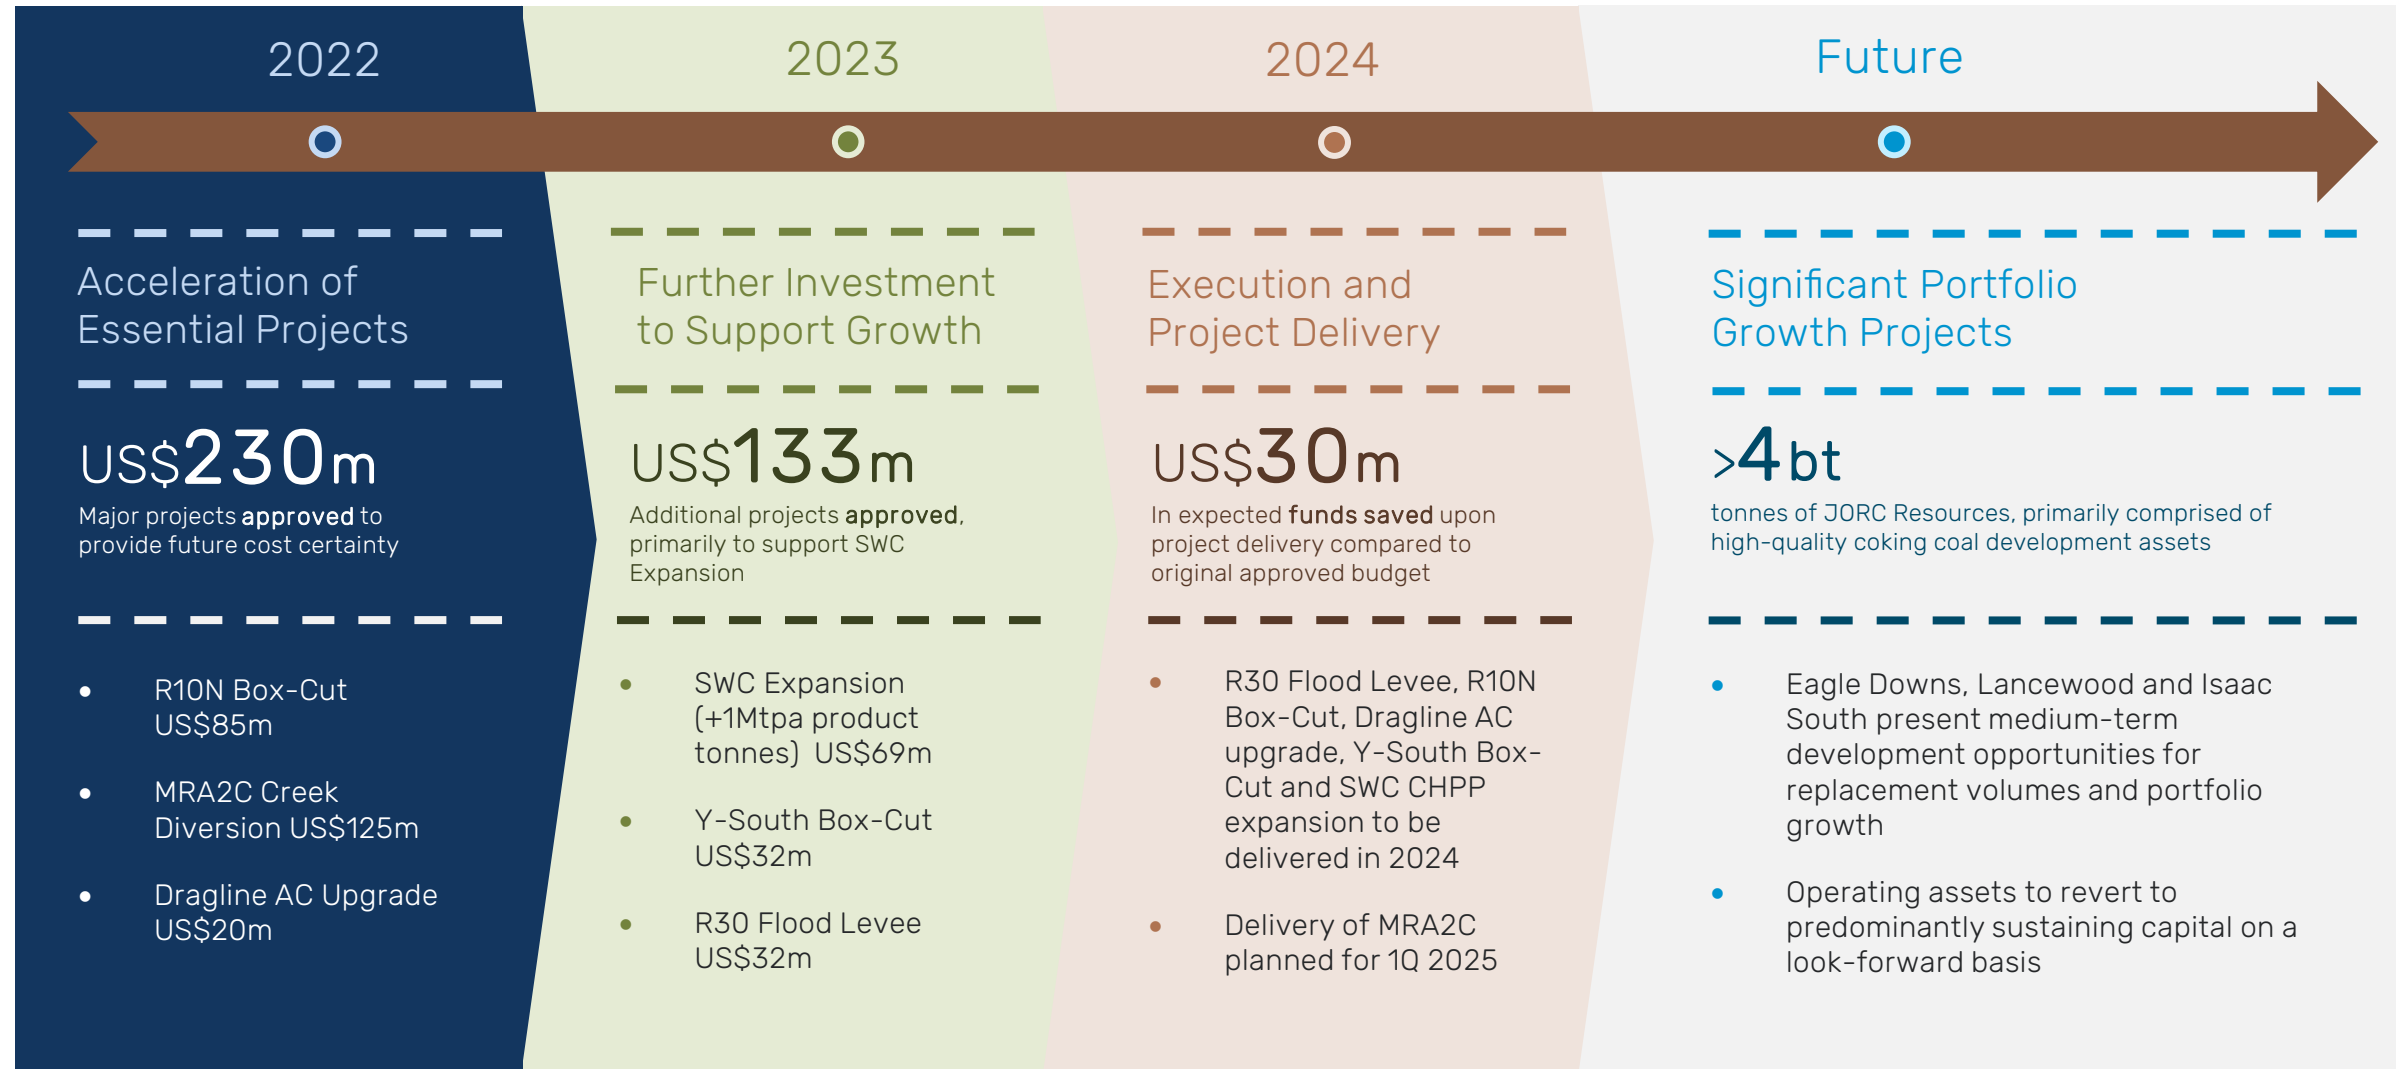 2022
Acceleration of
Essential Projects
US$230m
Major projects approved to
provide future cost certainty
• R10N Box-Cut
US$85m
• MRA2C Creek
Diversion US$125m
• Dragline AC Upgrade
US$20m
2023
Further Investment
to Support Growth
US$133m
Additional projects approved,
primarily to support SWC
Expansion
• SWC Expansion
(+1Mtpa product
tonnes) US$69m
• Y-South Box-Cut
US$32m
• R30 Flood Levee
US$32m
2024
Execution and
Project Delivery
US$30m
In expected funds saved upon
project delivery compared to
original approved budget
• R30 Flood Levee, R10N
Box-Cut, Dragline AC
upgrade, Y-South Box-
Cut and SWC CHPP
expansion to be
delivered in 2024
• Delivery of MRA2C
planned for 1Q 2025
Future
Significant Portfolio
Growth Projects
>4bt
tonnes of JORC Resources, primarily comprised of
high-quality coking coal development assets
• Eagle Downs, Lancewood and Isaac
South present medium-term
development opportunities for
replacement volumes and portfolio
growth
• Operating assets to revert to
predominantly sustaining capital on a
look-forward basis